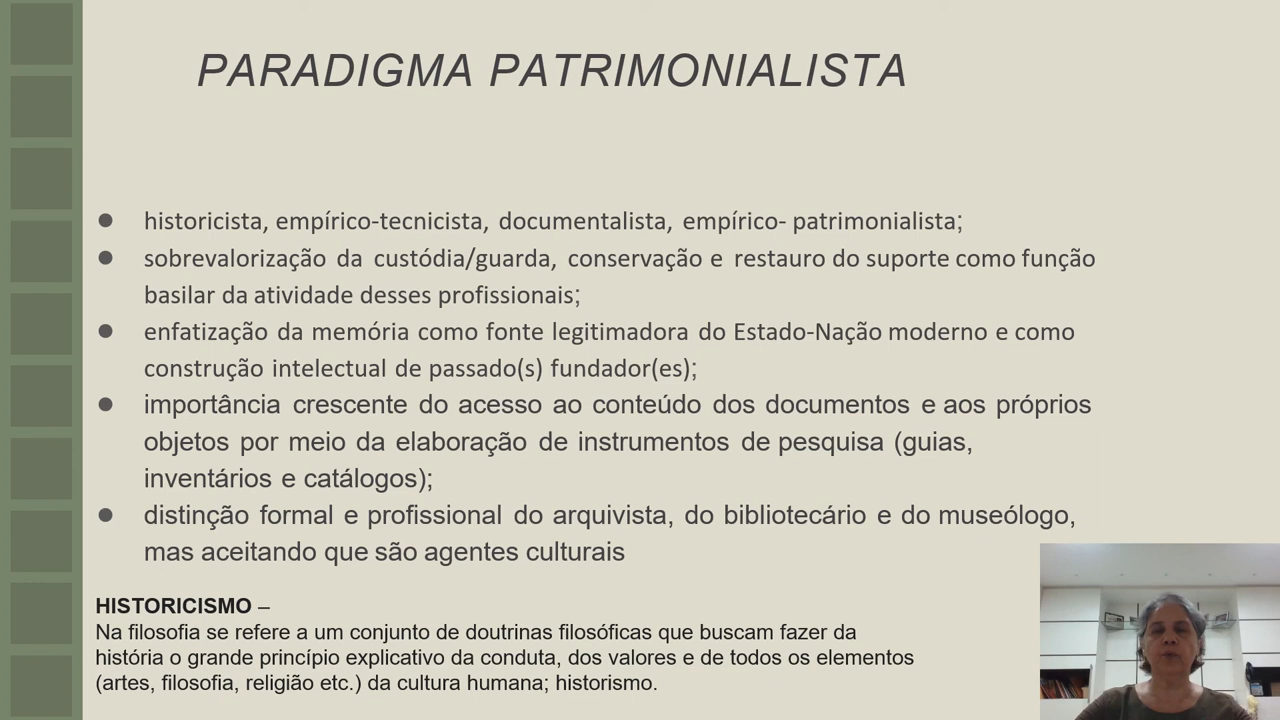 PARADIGMA PATRIMONIALISTA
● historicista, empírico-tecnicista, documentalista, empírico- patrimonialista;
● sobrevalorização da custódia/guarda, conservação e restauro do suporte como função
basilar da atividade desses profissionais;
● enfatização da memória como fonte legitimadora do Estado-Nação moderno e como
construção intelectual de passado(s) fundador(es);
● importância crescente do acesso ao conteúdo dos documentos e aos próprios
objetos por meio da elaboração de instrumentos de pesquisa (guias,
inventários e catálogos);
● distinção formal e profissional do arquivista, do bibliotecário e do museólogo,
mas aceitando que são agentes culturais
HISTORICISMO –
Na filosofia se refere a um conjunto de doutrinas filosóficas que buscam fazer da
história o grande princípio explicativo da conduta, dos valores e de todos os elementos
(artes, filosofia, religião etc.) da cultura humana; historismo.